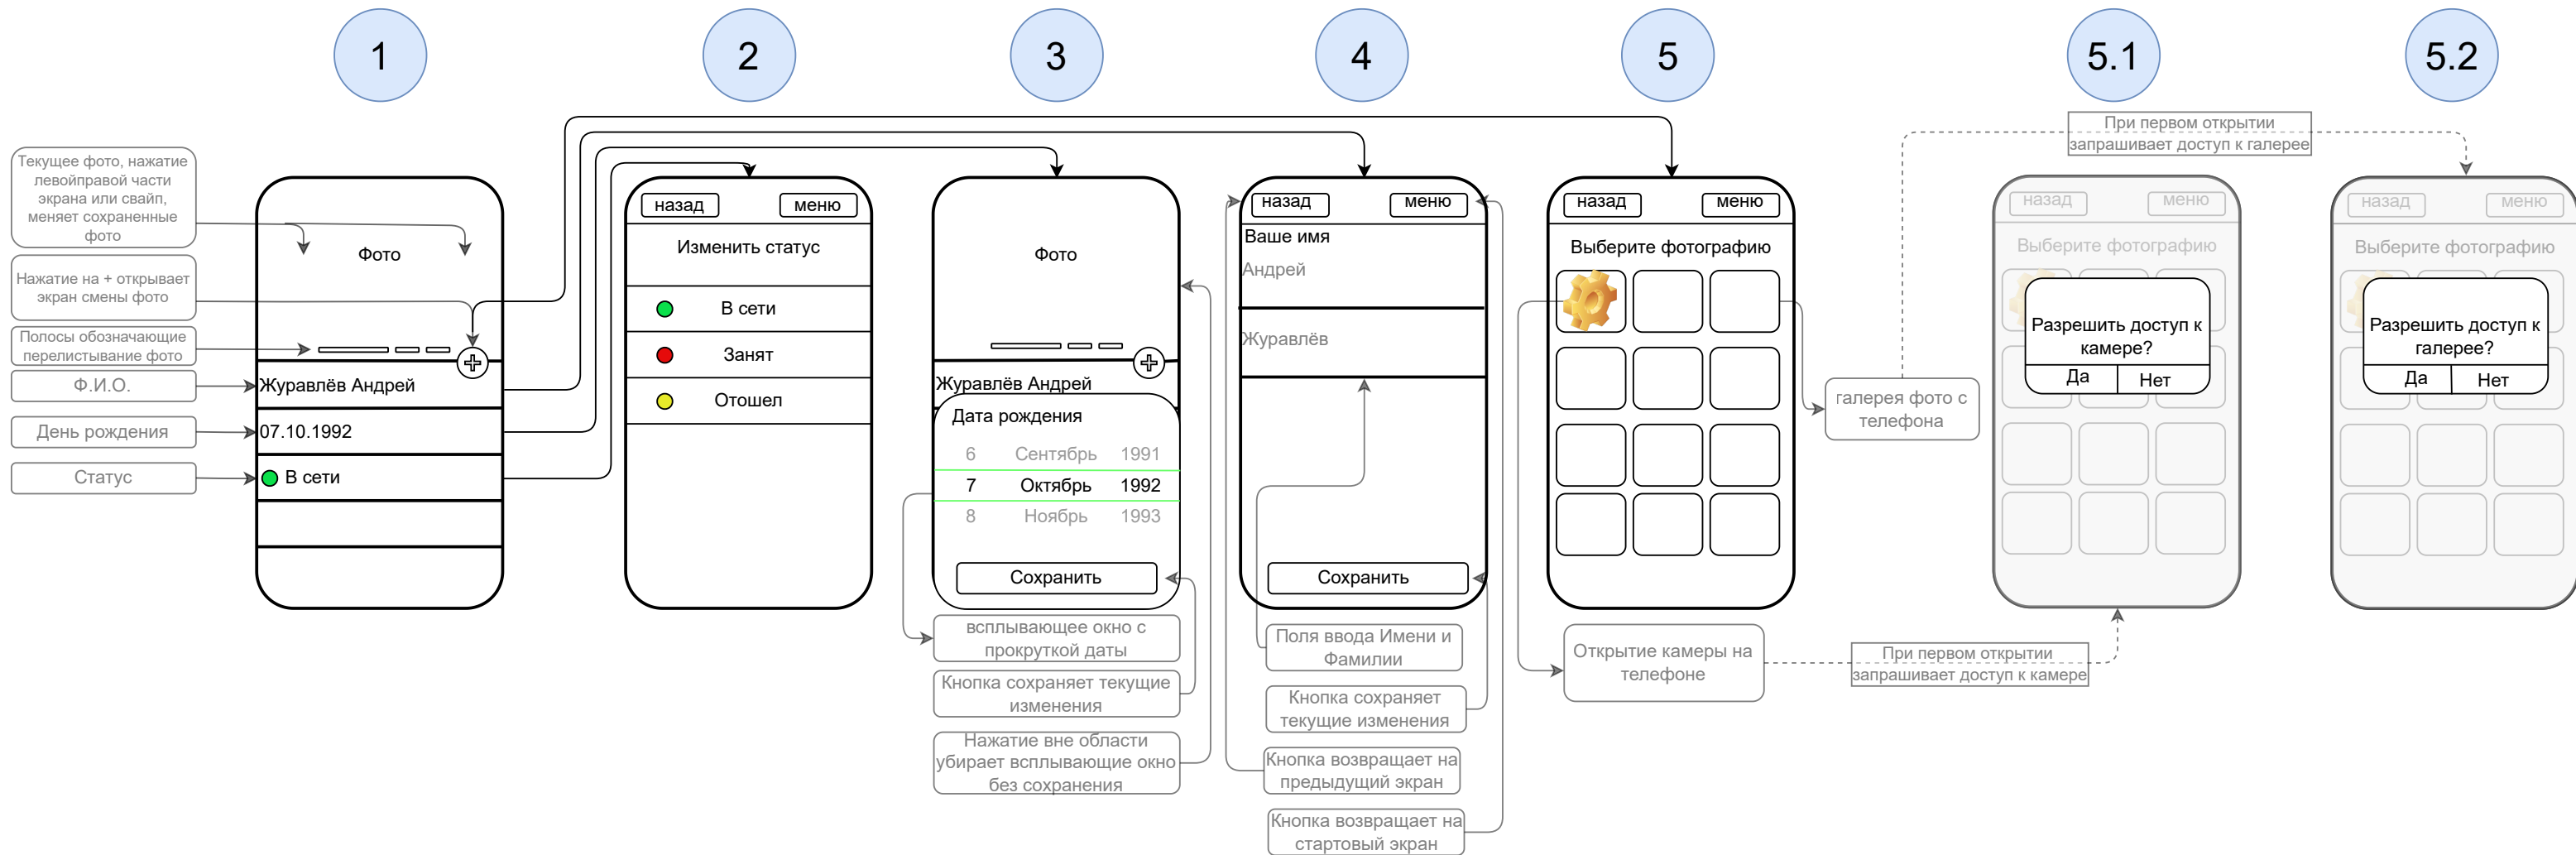 1
2
3
4
5
5.1
5.2
Текущее фото, нажатие
левойправой части
экрана или свайп,
меняет сохраненные
фото
Нажатие на + открывает
экран смены фото
Полосы обозначающие
перелистывание фото
Ф.И.О.
День рождения
Статус
Фото
Журавлёв Андрей
07.10.1992
В сети
назад
меню
Изменить статус
В сети
Занят
Отошел
Фото
Журавлёв Андрей
Дата рождения
6 Сентябрь 1991
7 Октябрь 1992
8 Ноябрь 1993
Сохранить
всплывающее окно с
прокруткой даты
Кнопка сохраняет текущие
изменения
Нажатие вне области
убирает всплывающие окно
без сохранения
назад
меню
Ваше имя
Андрей
Журавлёв
Сохранить
Поля ввода Имени и
Фамилии
Кнопка сохраняет
текущие изменения
Кнопка возвращает на
предыдущий экран
Кнопка возвращает на
стартовый экран
назад
меню
Выберите фотографию
Открытие камеры на
телефоне
галерея фото с
телефона
При первом открытии
запрашивает доступ к камере
При первом открытии
запрашивает доступ к галерее
назад
меню
Выберите фотографию
Разрешить доступ к
камере?
Да
Нет
назад
меню
Выберите фотографию
Разрешить доступ к
галерее?
Да
Нет